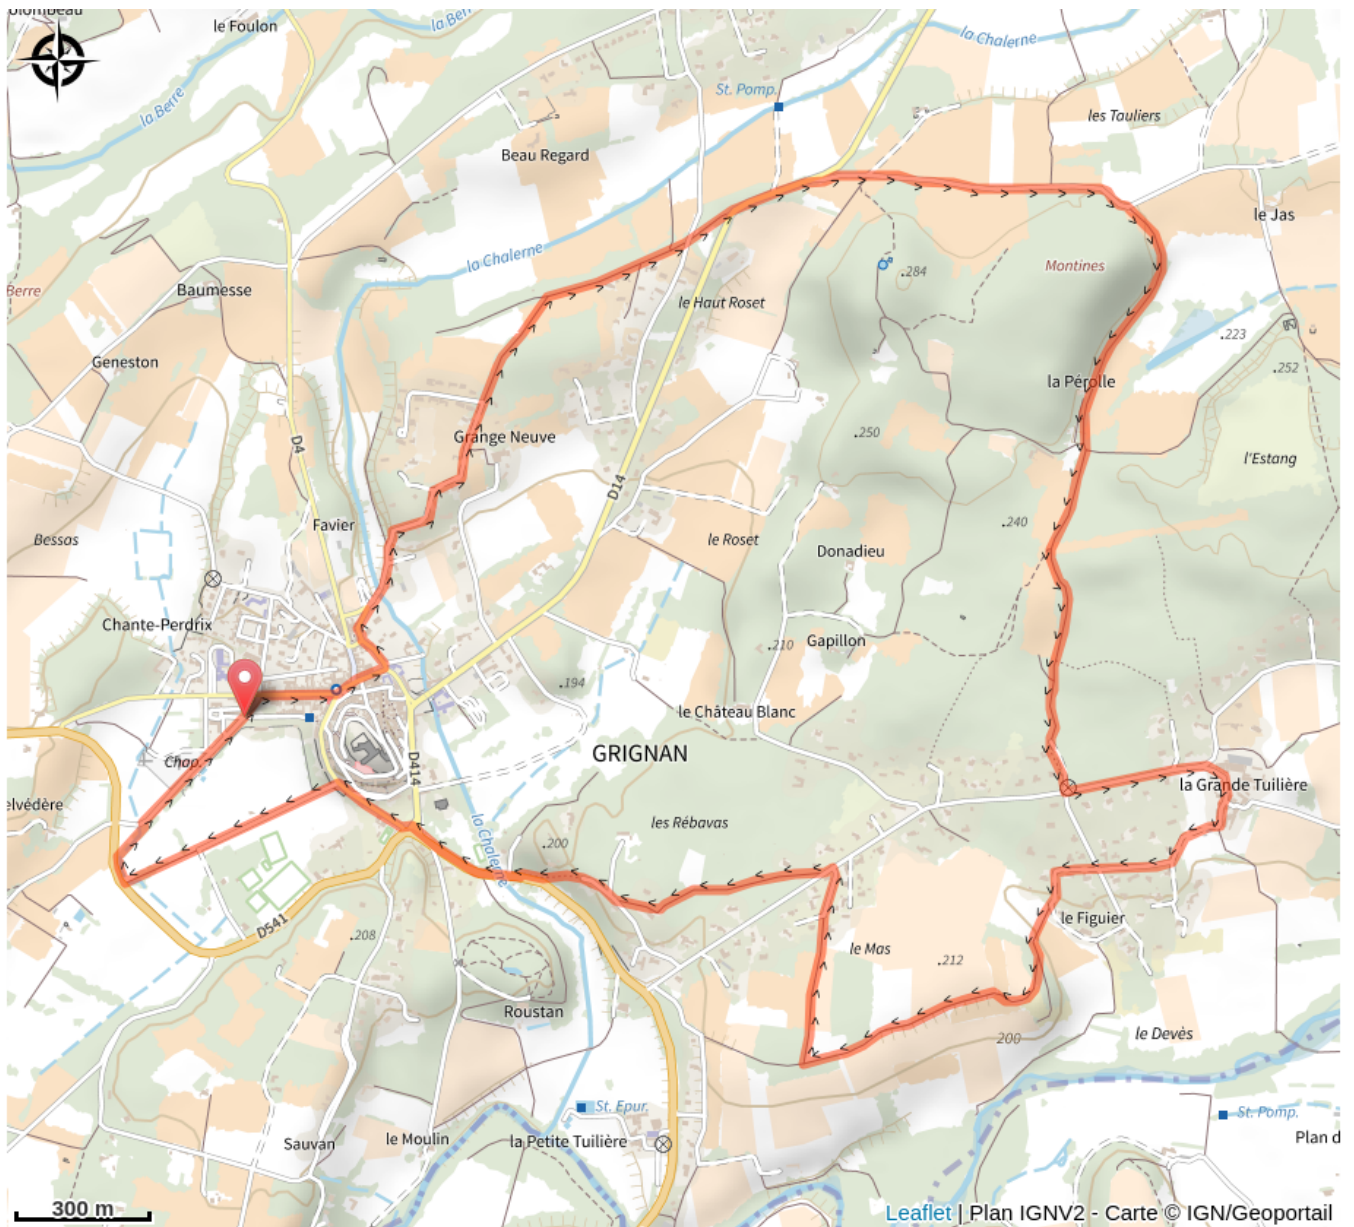 le Foulon
la Berre
la Chalerne
St. Pomp.
les Tauliers
Beau Regard
le Jas
la Chalerne
Montines
.284
Berre
Baumesse
le Haut Roset
.223
Geneston
.252
la Pérolle
D4
Grange Neuve
.250
l'Estang
D14
.240
Favier
Bessas
le Roset
Donadieu
Chante-Perdrix
.210
Gapillon
.194
le Château Blanc
GRIGNAN
Chap.
D414
la Grande Tuilière
elvédère
la Chalerne
les Rébavas
.200
le Figuier
D541
.208
le Mas
.212
Roustan
200
le Devès
St. Epur.
St. Pomp.
Sauvan
le Moulin
la Petite Tuilière
Plan d
300 m
Leaflet | Plan IGNV2 - Carte © IGN/Geoportail